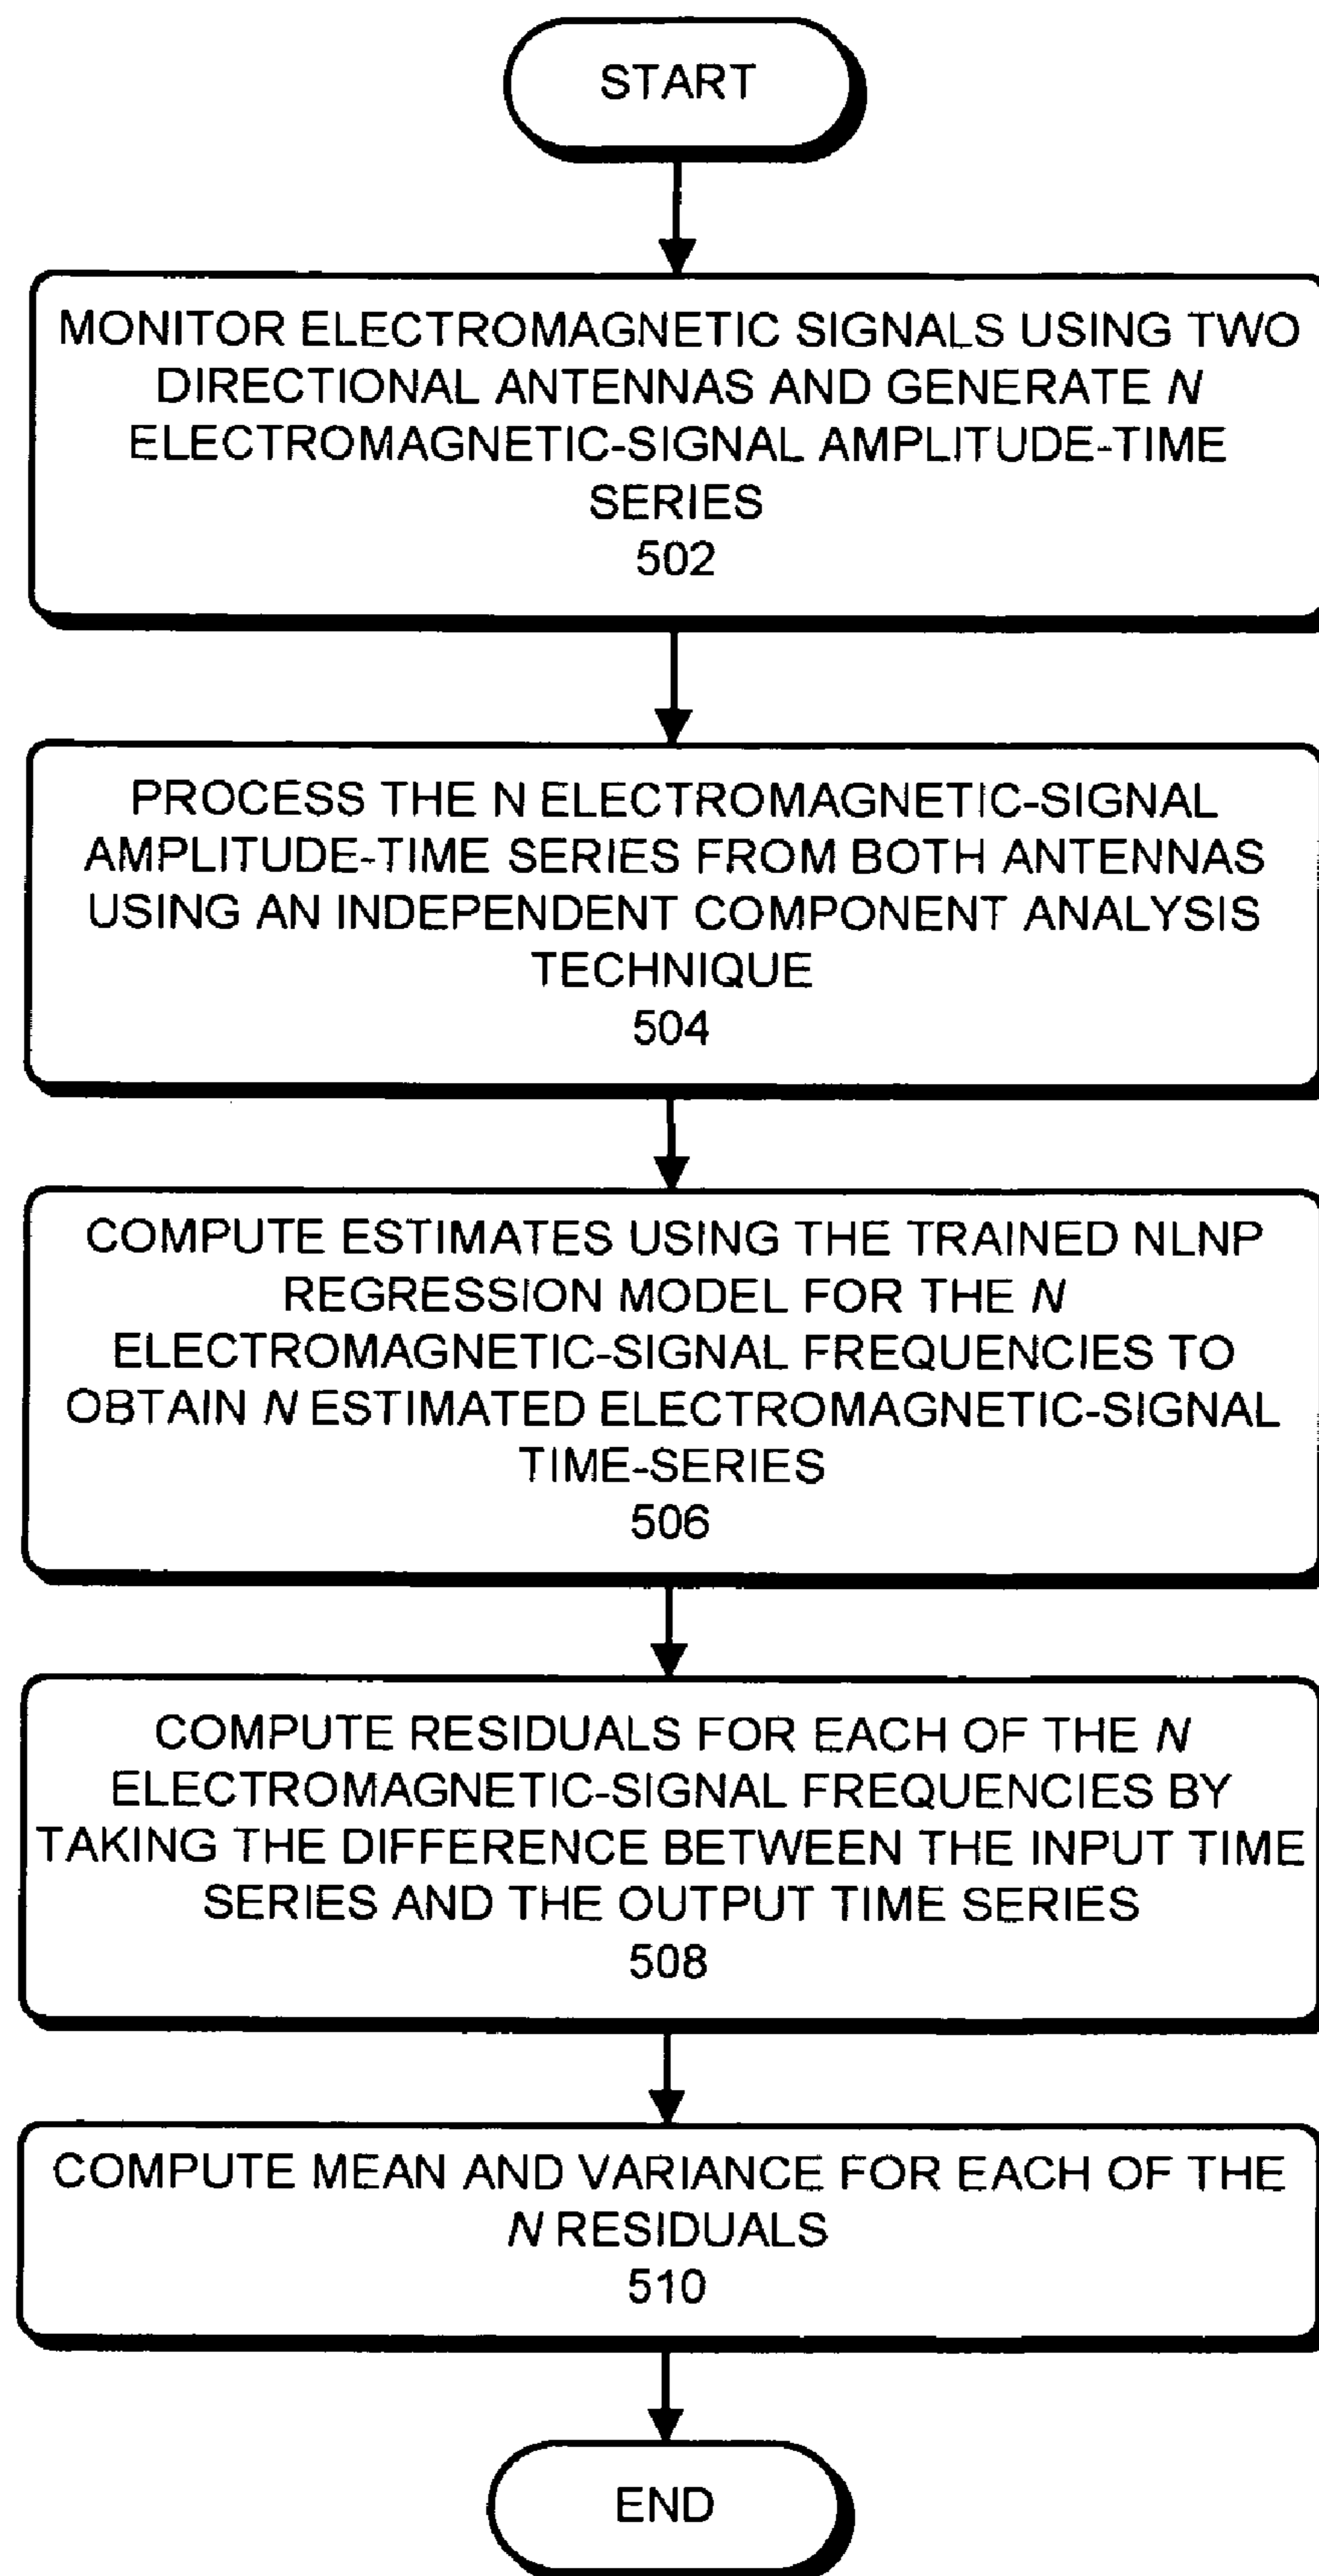 START
MONITOR ELECTROMAGNETIC SIGNALS USING TWO
DIRECTIONAL ANTENNAS AND GENERATE N
ELECTROMAGNETIC-SIGNAL AMPLITUDE-TIME
SERIES
502
PROCESS THE N ELECTROMAGNETIC-SIGNAL
AMPLITUDE-TIME SERIES FROM BOTH ANTENNAS
USING AN INDEPENDENT COMPONENT ANALYSIS
TECHNIQUE
504
COMPUTE ESTIMATES USING THE TRAINED NLNP
REGRESSION MODEL FOR THE N
ELECTROMAGNETIC-SIGNAL FREQUENCIES TO
OBTAIN N ESTIMATED ELECTROMAGNETIC-SIGNAL
TIME-SERIES
506
COMPUTE RESIDUALS FOR EACH OF THE N
ELECTROMAGNETIC-SIGNAL FREQUENCIES BY
TAKING THE DIFFERENCE BETWEEN THE INPUT TIME
SERIES AND THE OUTPUT TIME SERIES
508
COMPUTE MEAN AND VARIANCE FOR EACH OF THE
N RESIDUALS
510
END